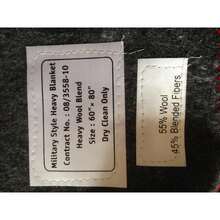 Military Style Heavy Blanket
Contract No. : 08/3558-10
Heavy Wool Blend
Size : 60" × 80"
Dry Clean Only
55% Wool
45% Blended Fibers